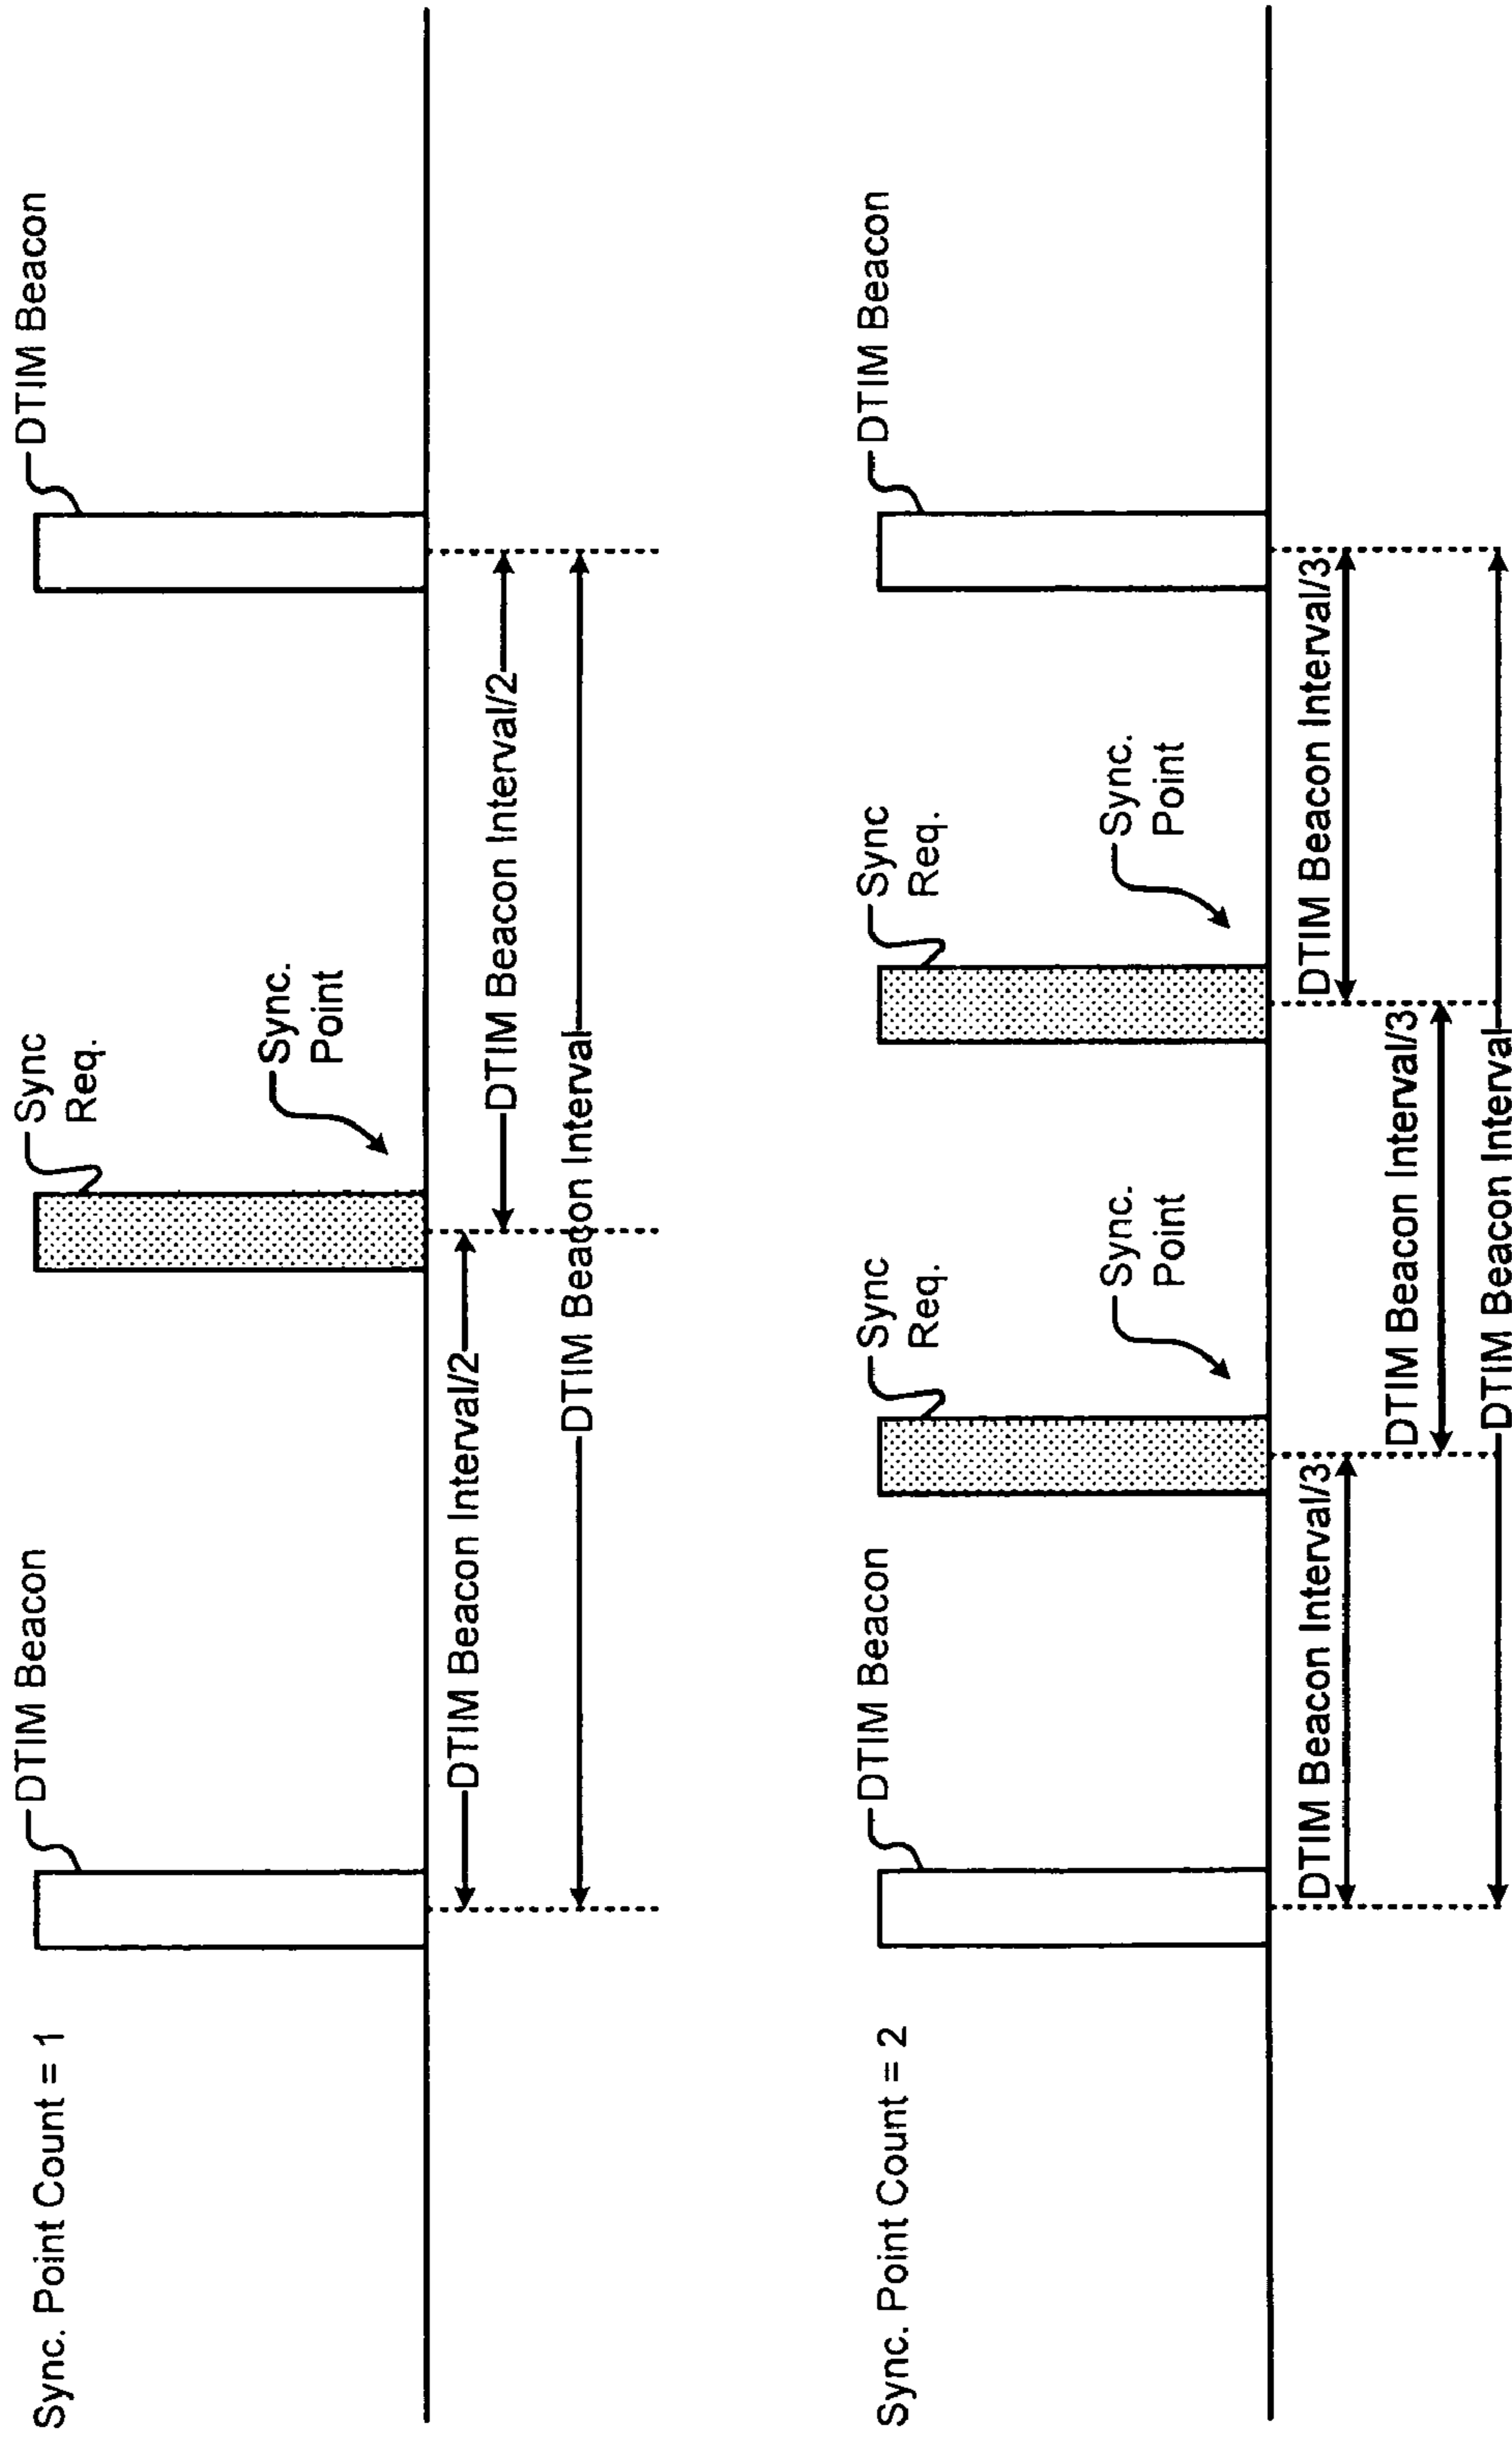 Sync. Point Count = 1
DTIM Beacon
Sync
Req.
DTIM Beacon
Sync.
Point
DTIM Beacon Interval/2
DTIM Beacon Interval/2
DTIM Beacon Interval
Sync. Point Count = 2
DTIM Beacon
Sync
Req.
Sync
Req.
DTIM Beacon
Sync.
Point
Sync.
Point
DTIM Beacon Interval/3
DTIM Beacon Interval/3
DTIM Beacon Interval/3
DTIM Beacon Interval